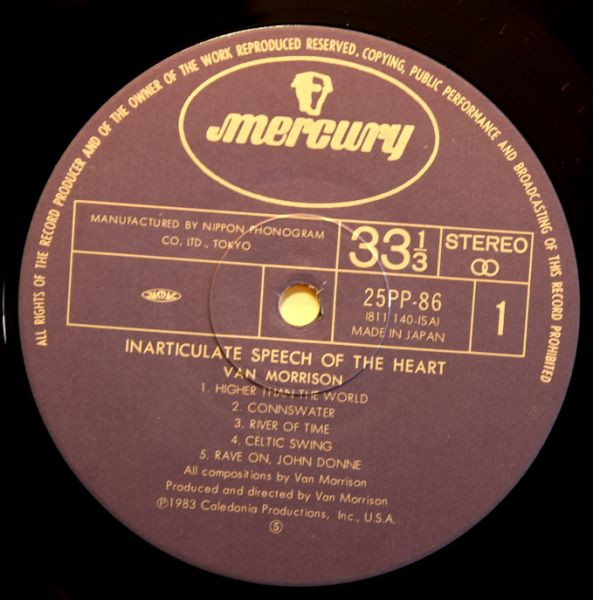 ALL RIGHTS OF THE RECORD PRODUCER AND OF THE OWNER OF THE WORK REPRODUCED RESERVED. COPYING, PUBLIC PERFORMANCE AND BROADCASTING OF THIS RECORD PROHIBITED
mercury
MANUFACTURED BY NIPPON PHONOGRAM
CO., LTD., TOKYO
33 1/3
STEREO
JASRAC
25PP-86
(811 140-1SA)
MADE IN JAPAN
1
INARTICULATE SPEECH OF THE HEART
VAN MORRISON
1. HIGHER THAN THE WORLD
2. CONNSWATER
3. RIVER OF TIME
4. CELTIC SWING
5. RAVE ON, JOHN DONNE
All compositions by Van Morrison
Produced and directed by Van Morrison
℗1983 Caledonia Productions, Inc., U.S.A.
Ⓢ